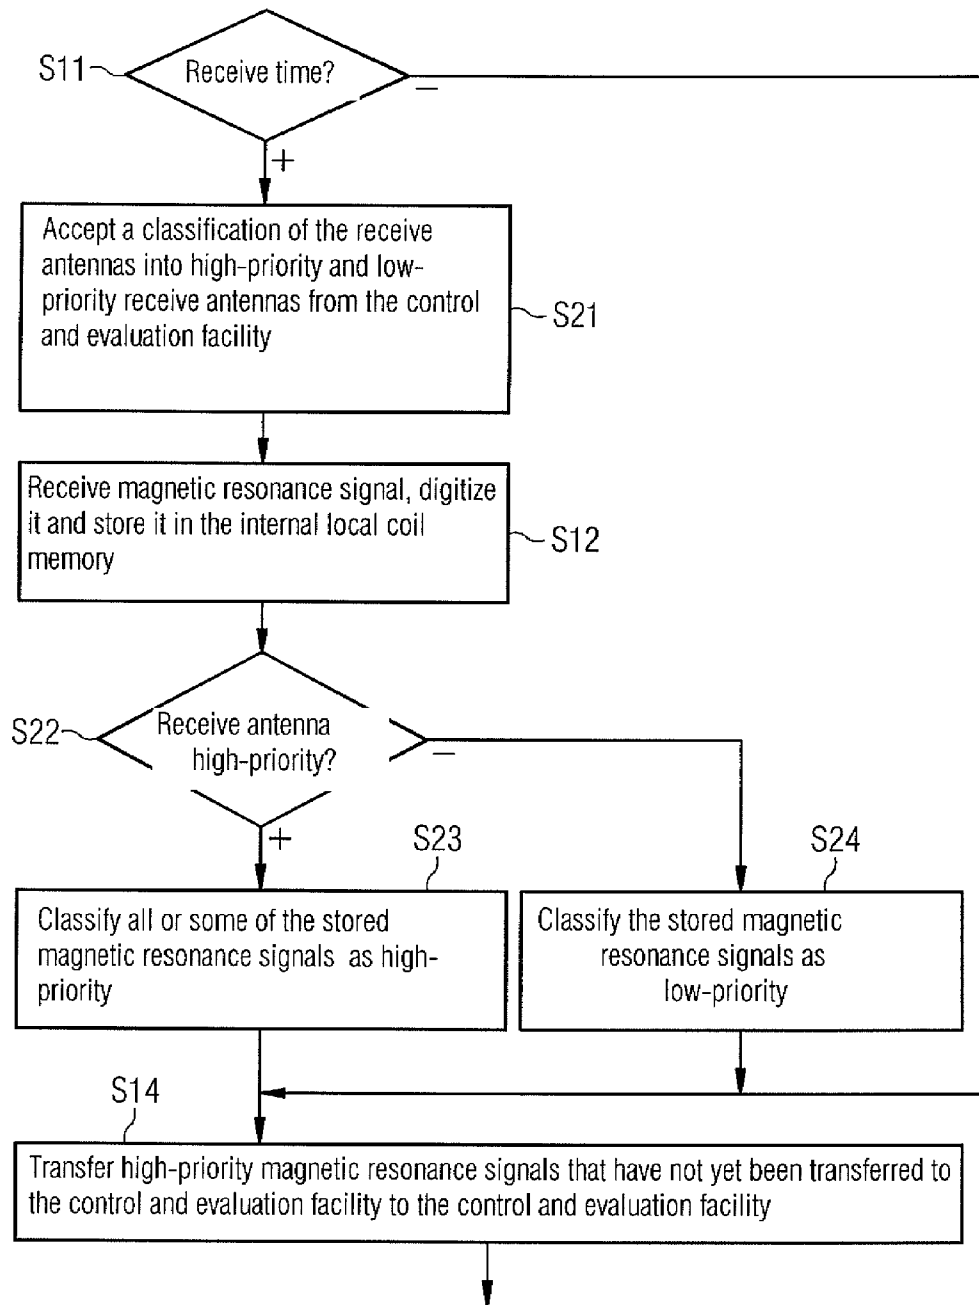 S11
Receive time?
−
+
Accept a classification of the receive
antennas into high-priority and low-
priority receive antennas from the control
and evaluation facility
S21
Receive magnetic resonance signal, digitize
it and store it in the internal local coil
memory
S12
S22
Receive antenna
high-priority?
−
+
S23
S24
Classify all or some of the stored
magnetic resonance signals as high-
priority
Classify the stored magnetic
resonance signals as
low-priority
S14
Transfer high-priority magnetic resonance signals that have not yet been transferred to
the control and evaluation facility to the control and evaluation facility